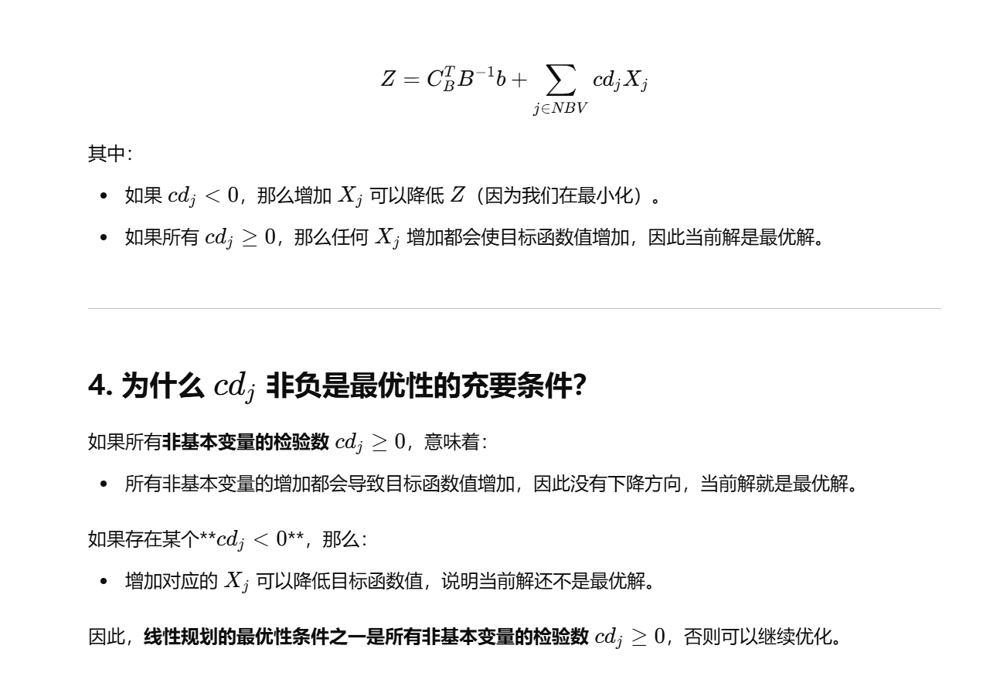 Z = C_B^T B^{-1} b + \sum_{j \in NBV} cd_j X_j
其中：
• 如果 cd_j < 0，那么增加 X_j 可以降低 Z（因为我们在最小化）。
• 如果所有 cd_j ≥ 0，那么任何 X_j 增加都会使目标函数值增加，因此当前解是最优解。
4. 为什么 cd_j 非负是最优性的充要条件？
如果所有非基本变量的检验数 cd_j ≥ 0，意味着：
• 所有非基本变量的增加都会导致目标函数值增加，因此没有下降方向，当前解就是最优解。
如果存在某个**cd_j < 0**，那么：
• 增加对应的 X_j 可以降低目标函数值，说明当前解还不是最优解。
因此，线性规划的最优性条件之一是所有非基本变量的检验数 cd_j ≥ 0，否则可以继续优化。